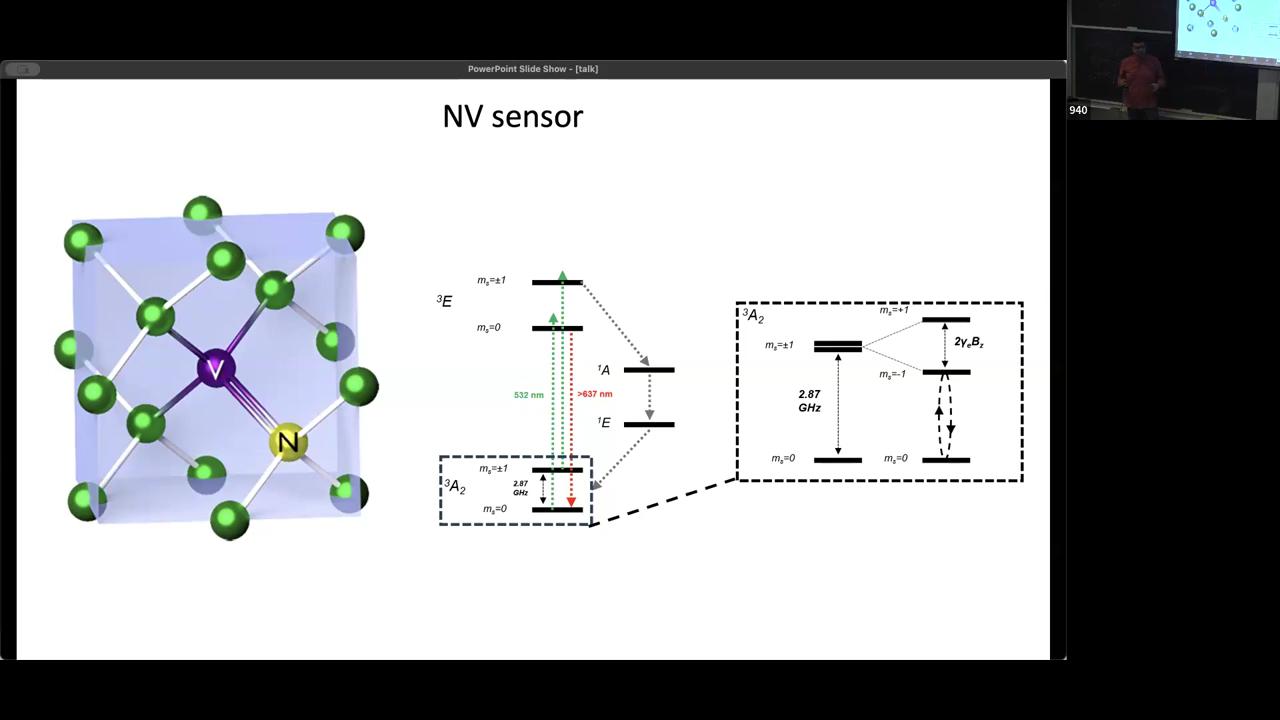 PowerPoint Slide Show - [talk]
940
NV sensor
V
N
³E
mₛ=±1
mₛ=0
532 nm
>637 nm
¹A
¹E
³A₂
mₛ=±1
2.87
GHz
mₛ=0
³A₂
mₛ=±1
2.87
GHz
mₛ=0
mₛ=+1
2γₑB_z
mₛ=-1
mₛ=0